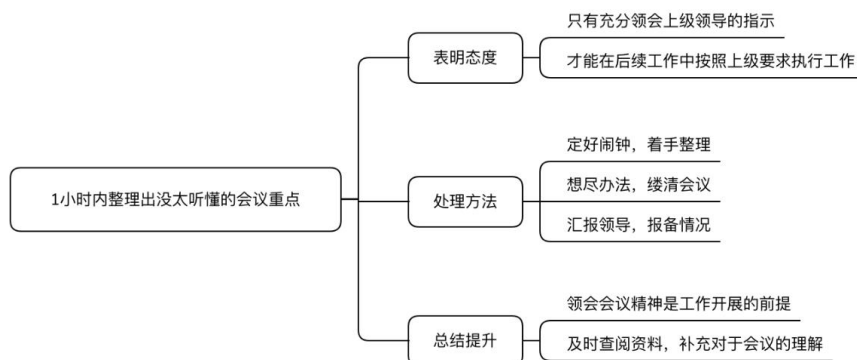 1小时内整理出没太听懂的会议重点
表明态度
只有充分领会上级领导的指示
才能在后续工作中按照上级要求执行工作
处理方法
定好闹钟，着手整理
想尽办法，缕清会议
汇报领导，报备情况
总结提升
领会会议精神是工作开展的前提
及时查阅资料，补充对于会议的理解